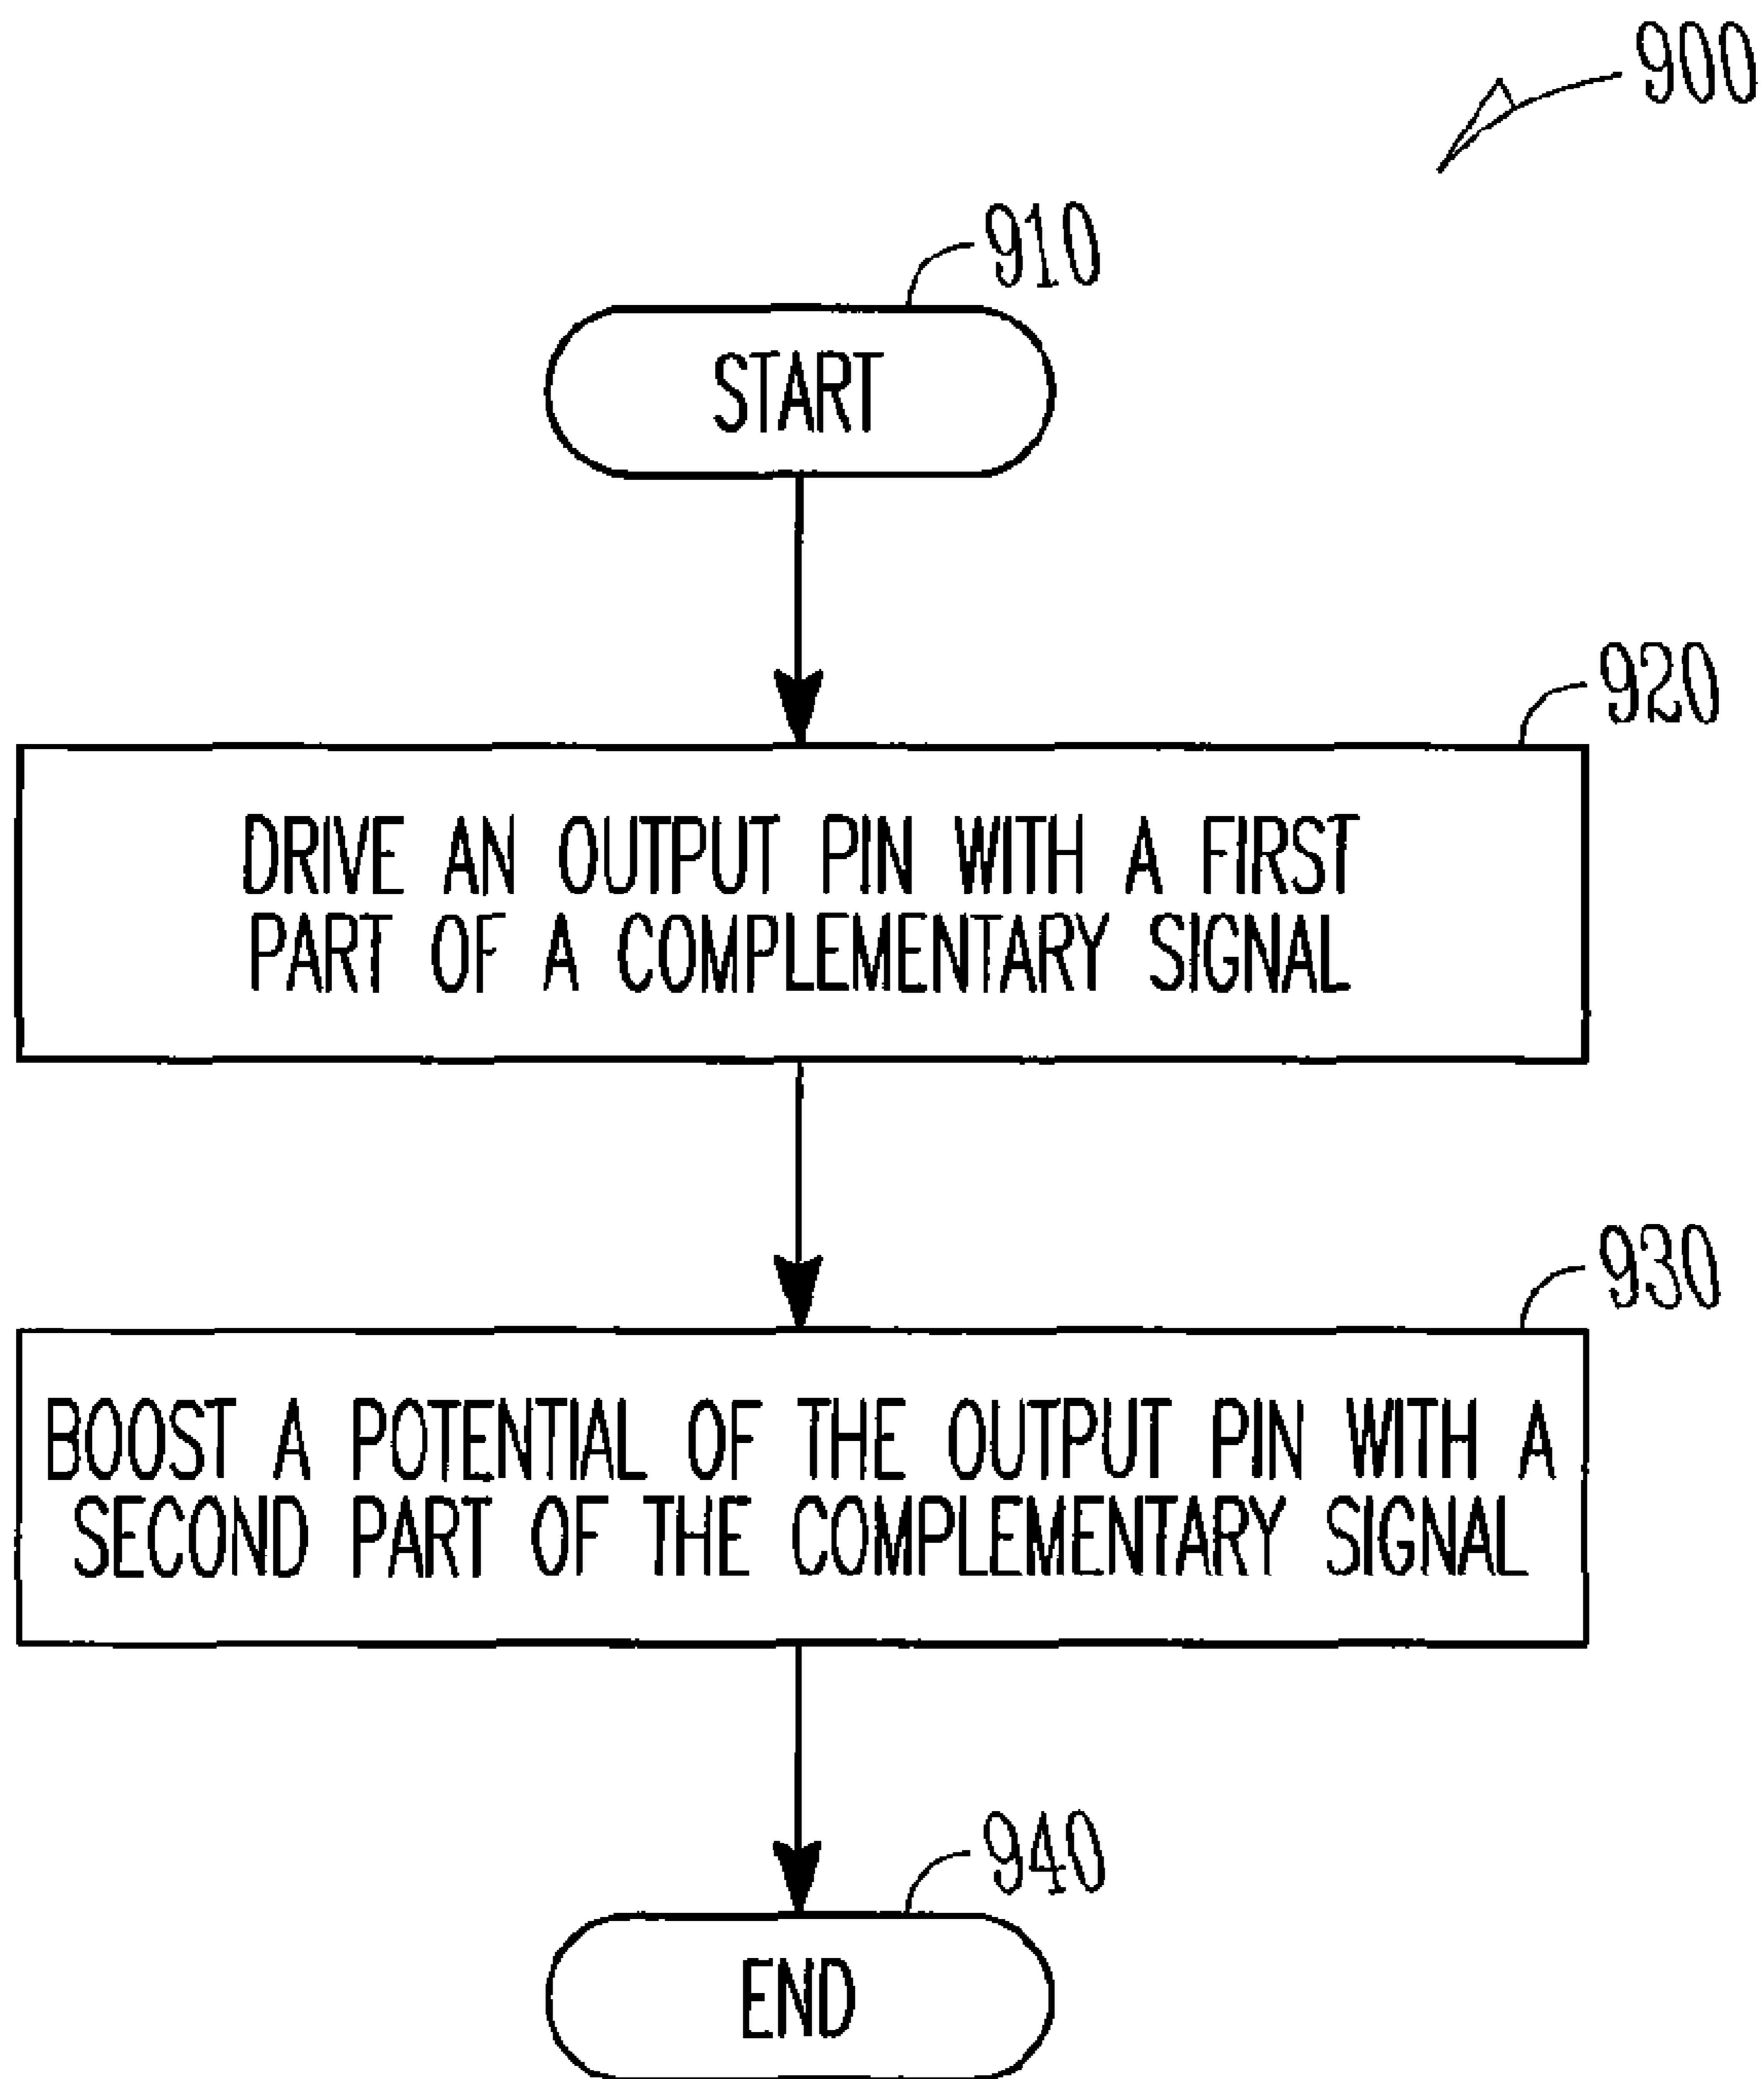 900
910
START
920
DRIVE AN OUTPUT PIN WITH A FIRST
PART OF A COMPLEMENTARY SIGNAL
930
BOOST A POTENTIAL OF THE OUTPUT PIN WITH A
SECOND PART OF THE COMPLEMENTARY SIGNAL
940
END